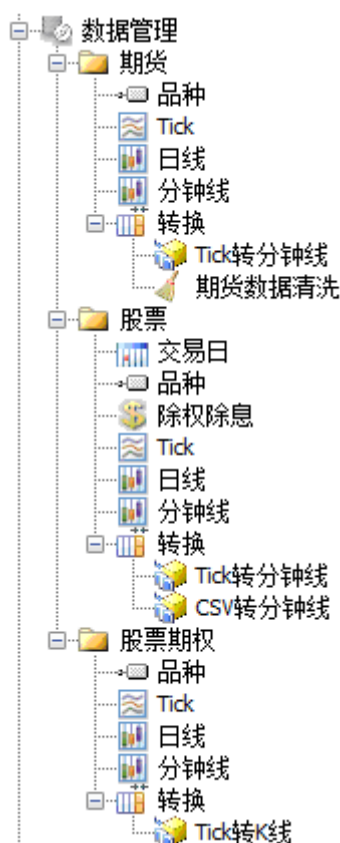 数据管理
期货
品种
Tick
日线
分钟线
转换
Tick转分钟线
期货数据清洗
股票
交易日
品种
除权除息
Tick
日线
分钟线
转换
Tick转分钟线
CSV转分钟线
股票期权
品种
Tick
日线
分钟线
转换
Tick转K线